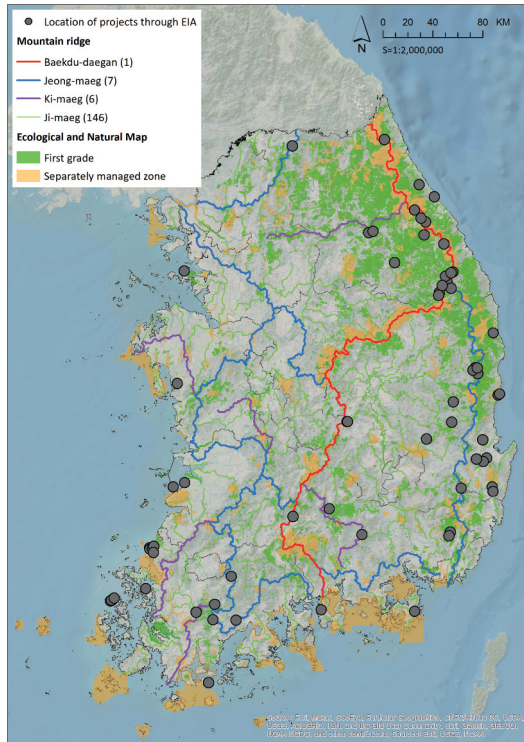 Location of projects through EIA
Mountain ridge
Baekdu-daegan (1)
Jeong-maeg (7)
Ki-maeg (6)
Ji-maeg (146)
Ecological and Natural Map
First grade
Separately managed zone
0 20 40 80 KM
N
S=1:2,000,000